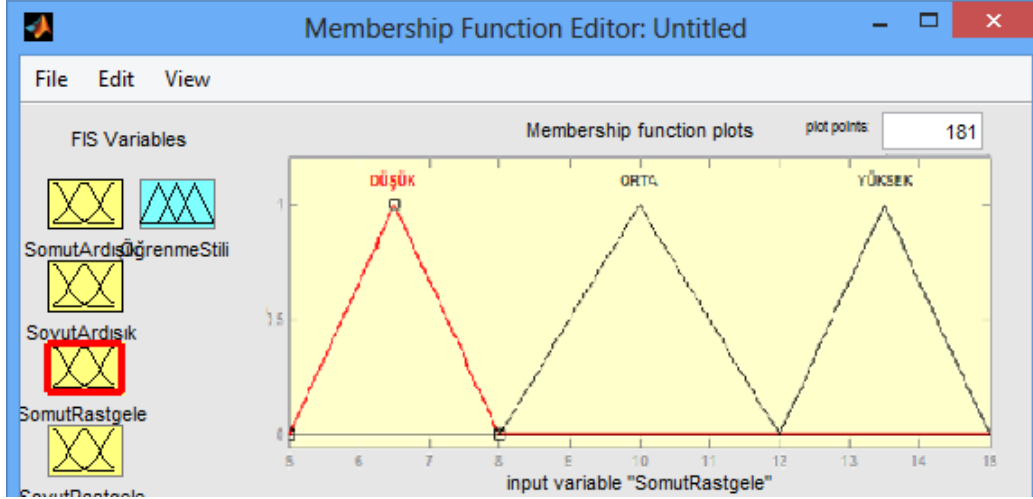 Membership Function Editor: Untitled
File Edit View
FIS Variables
Membership function plots
plot points:
181
DÜŞÜK
ORTA
YÜKSEK
SomutArdışık
ÖğrenmeStili
SoyutArdışık
SomutRastgele
1
0.5
0
5 6 7 8 9 10 11 12 13 14 15
input variable "SomutRastgele"